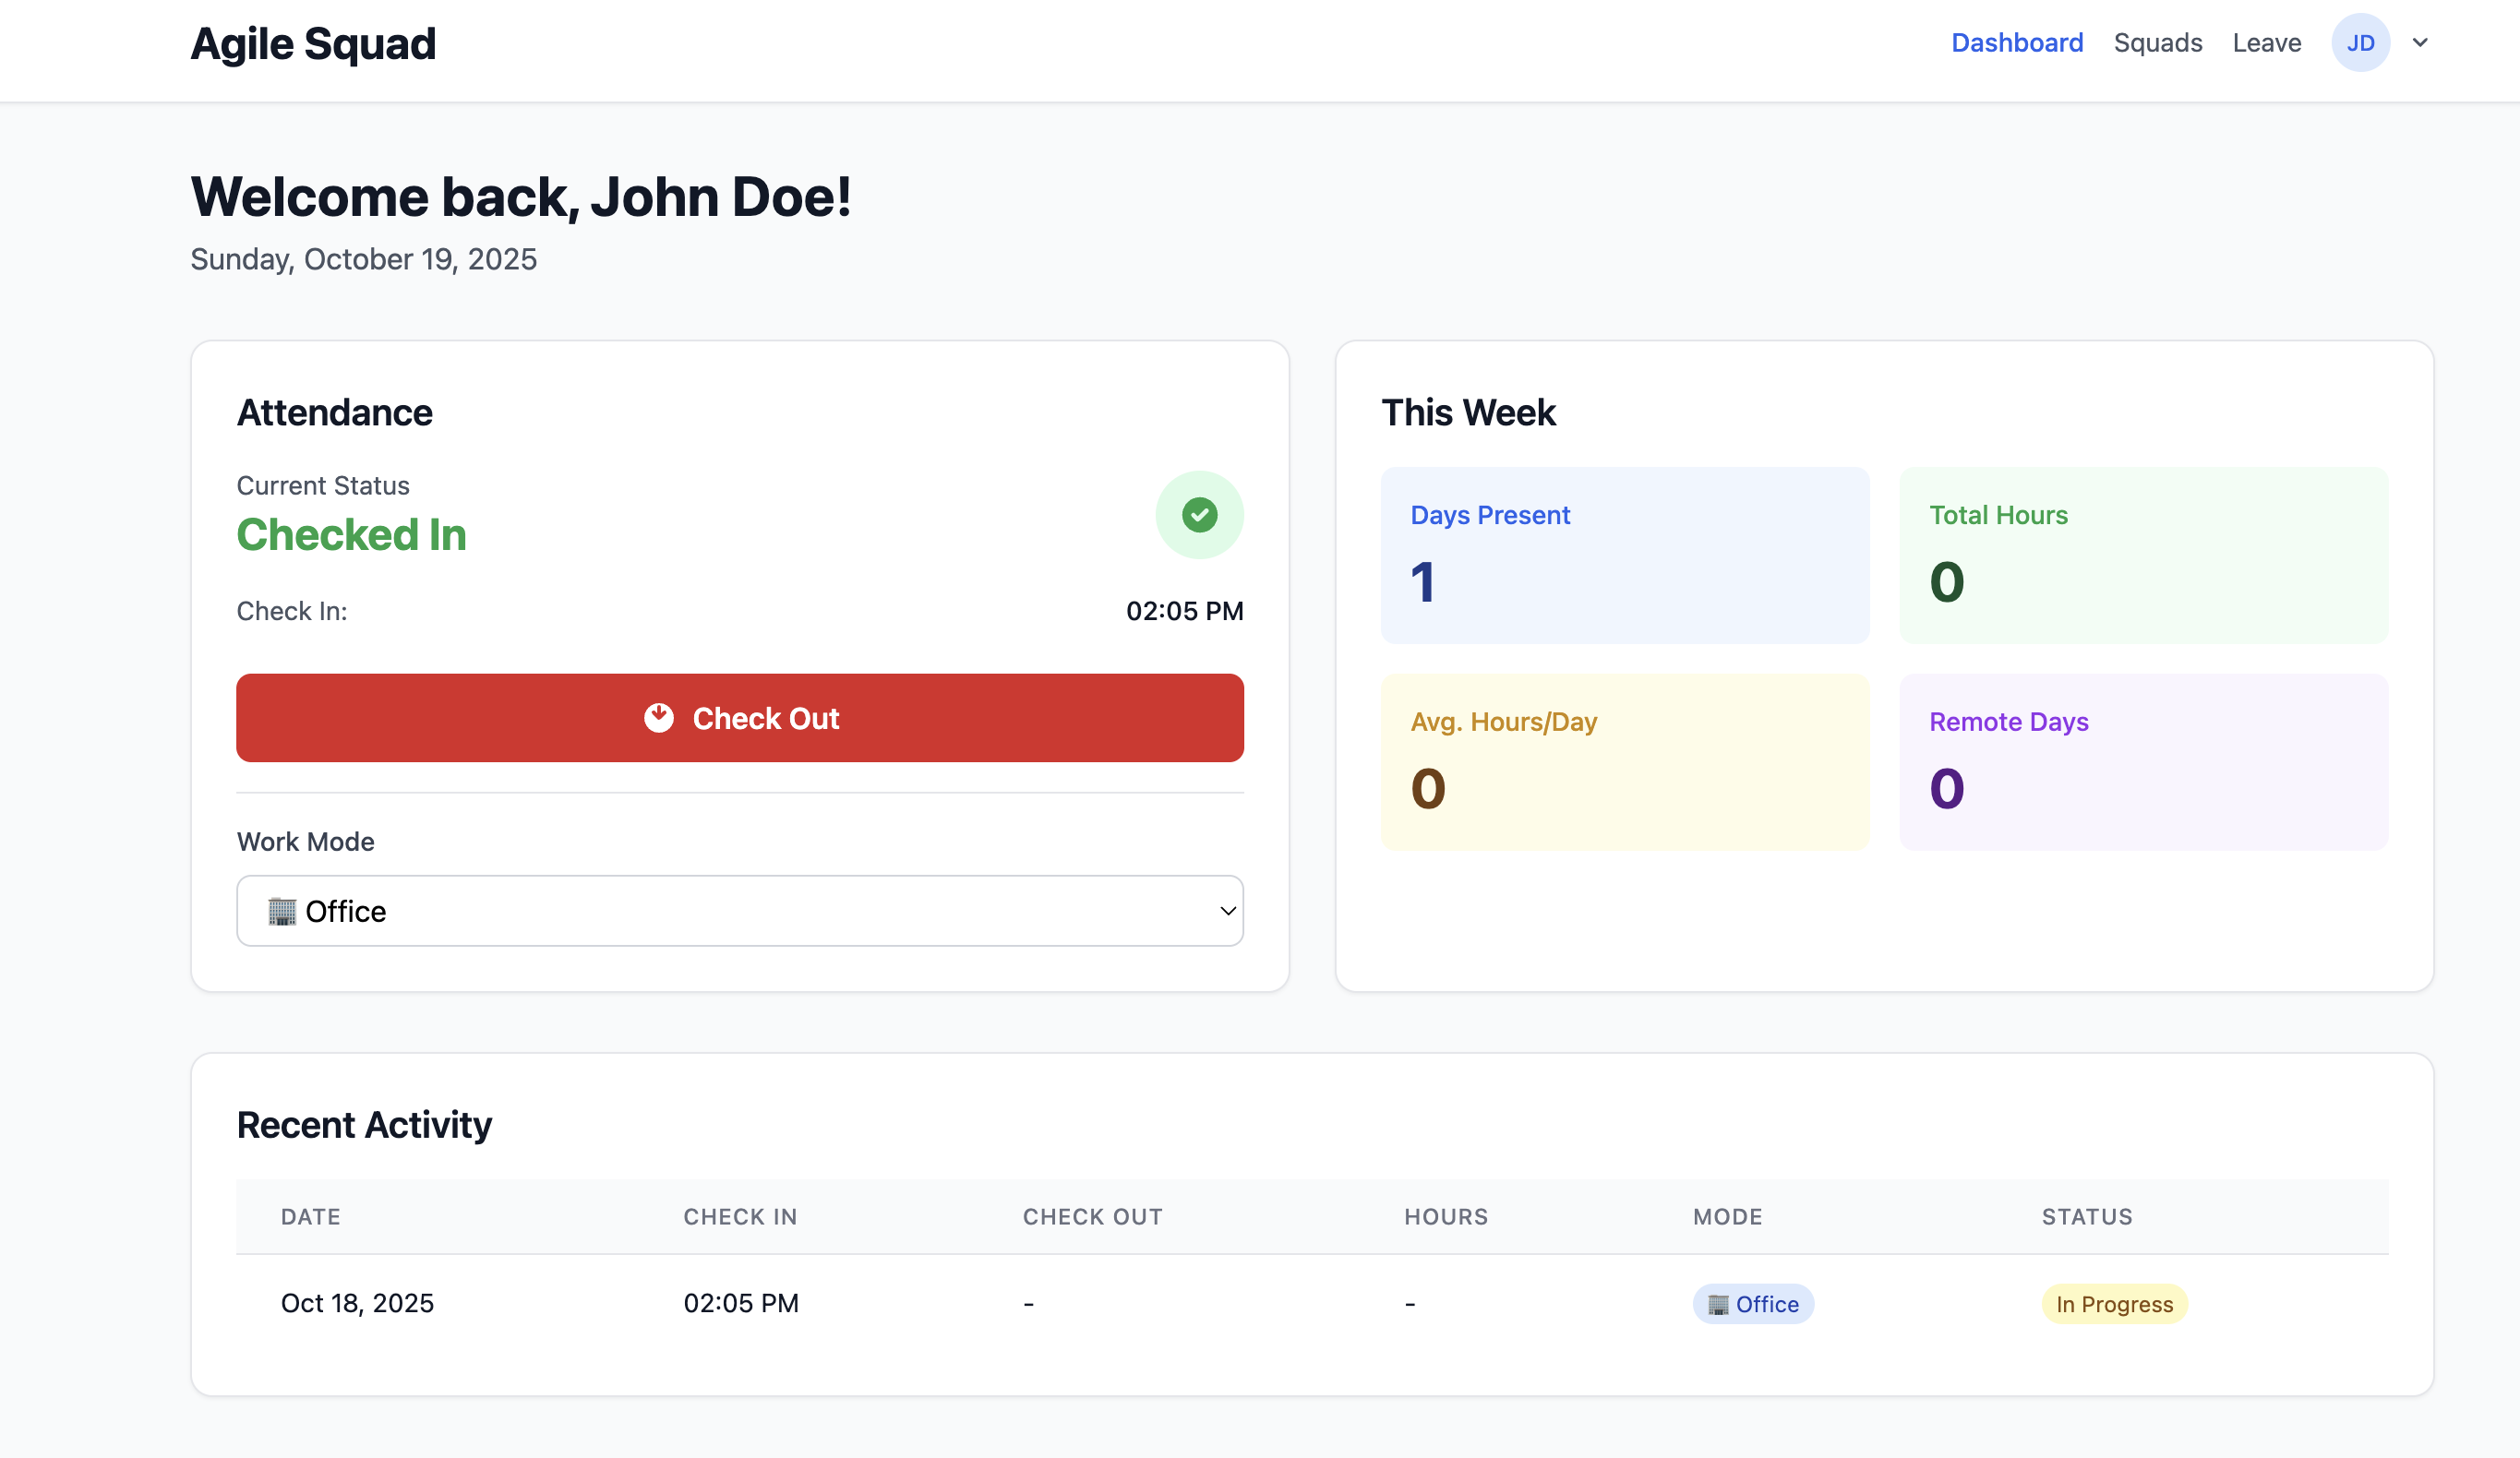 Agile Squad
Dashboard Squads Leave JD
Welcome back, John Doe!
Sunday, October 19, 2025
Attendance
Current Status
Checked In
Check In: 02:05 PM
Check Out
Work Mode
🏢 Office
This Week
Days Present
1
Total Hours
0
Avg. Hours/Day
0
Remote Days
0
Recent Activity
DATE CHECK IN CHECK OUT HOURS MODE STATUS
Oct 18, 2025 02:05 PM - - 🏢 Office In Progress